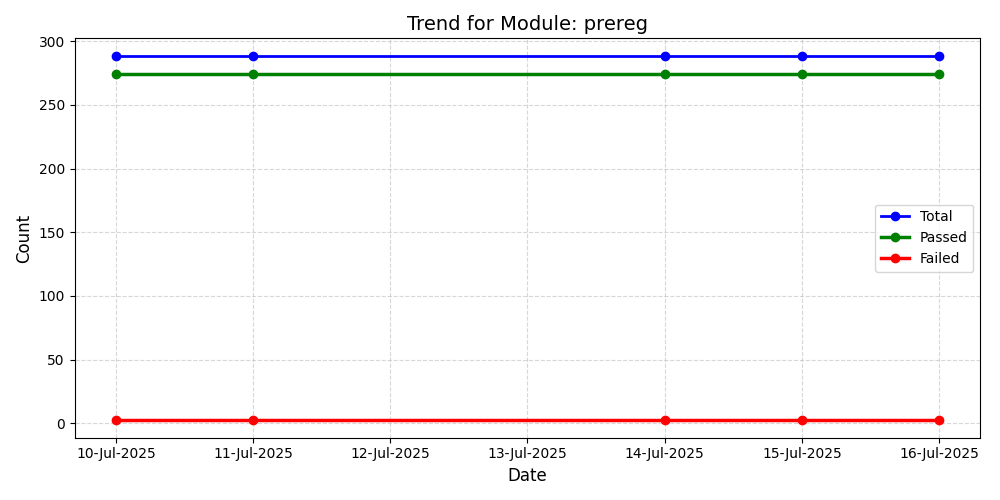 Trend for Module: prereg
300
250
200
150
100
50
0
Count
Total
Passed
Failed
10-Jul-2025 11-Jul-2025 12-Jul-2025 13-Jul-2025 14-Jul-2025 15-Jul-2025 16-Jul-2025
Date